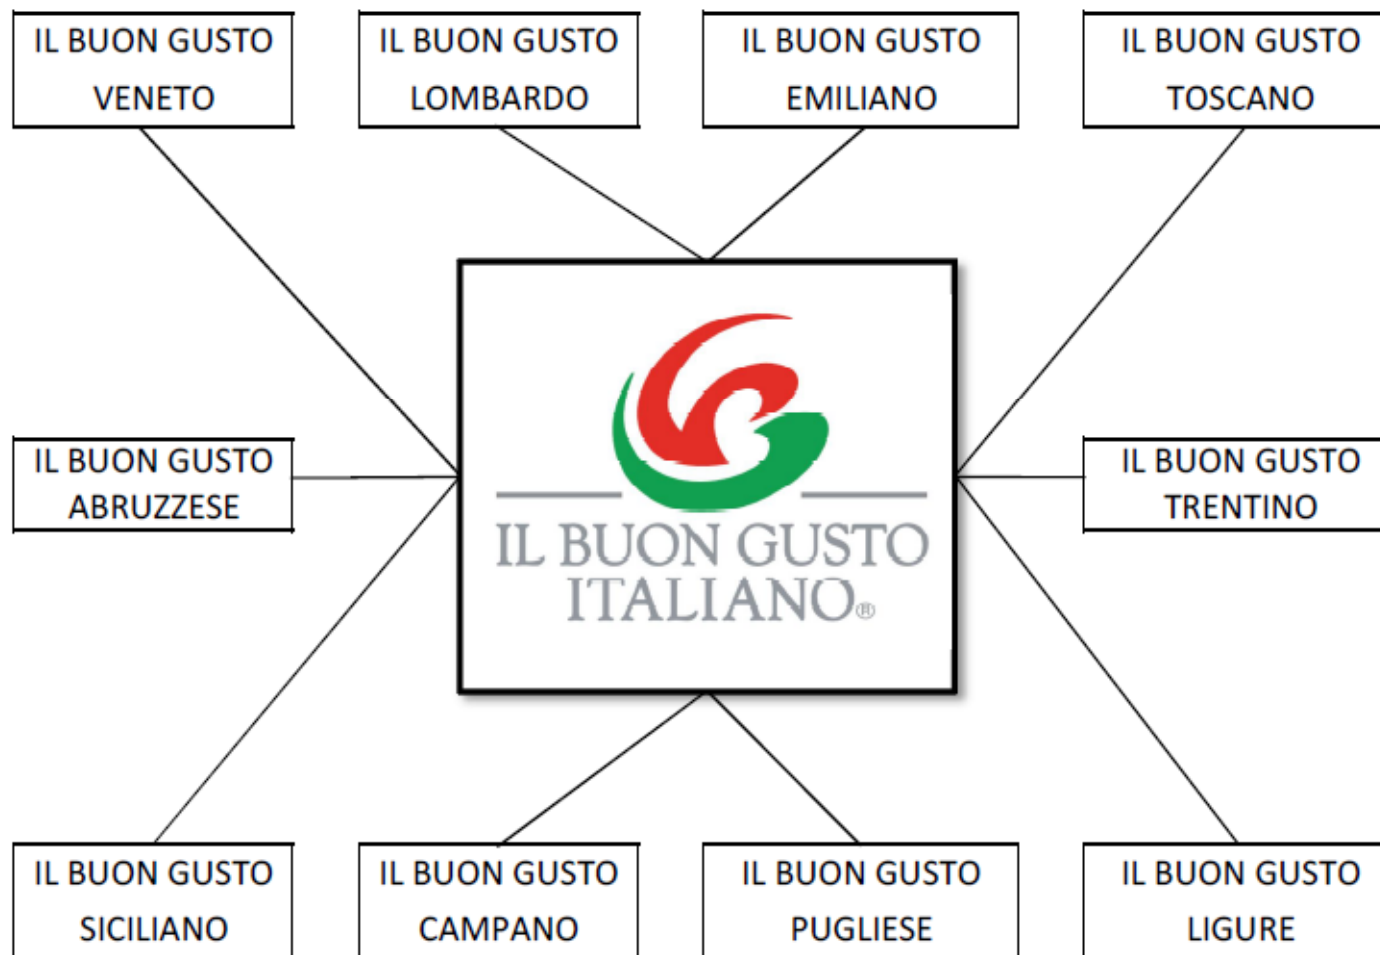 IL BUON GUSTO
VENETO
IL BUON GUSTO
LOMBARDO
IL BUON GUSTO
EMILIANO
IL BUON GUSTO
TOSCANO
IL BUON GUSTO
ABRUZZESE
IL BUON GUSTO
ITALIANO®
IL BUON GUSTO
TRENTINO
IL BUON GUSTO
SICILIANO
IL BUON GUSTO
CAMPANO
IL BUON GUSTO
PUGLIESE
IL BUON GUSTO
LIGURE